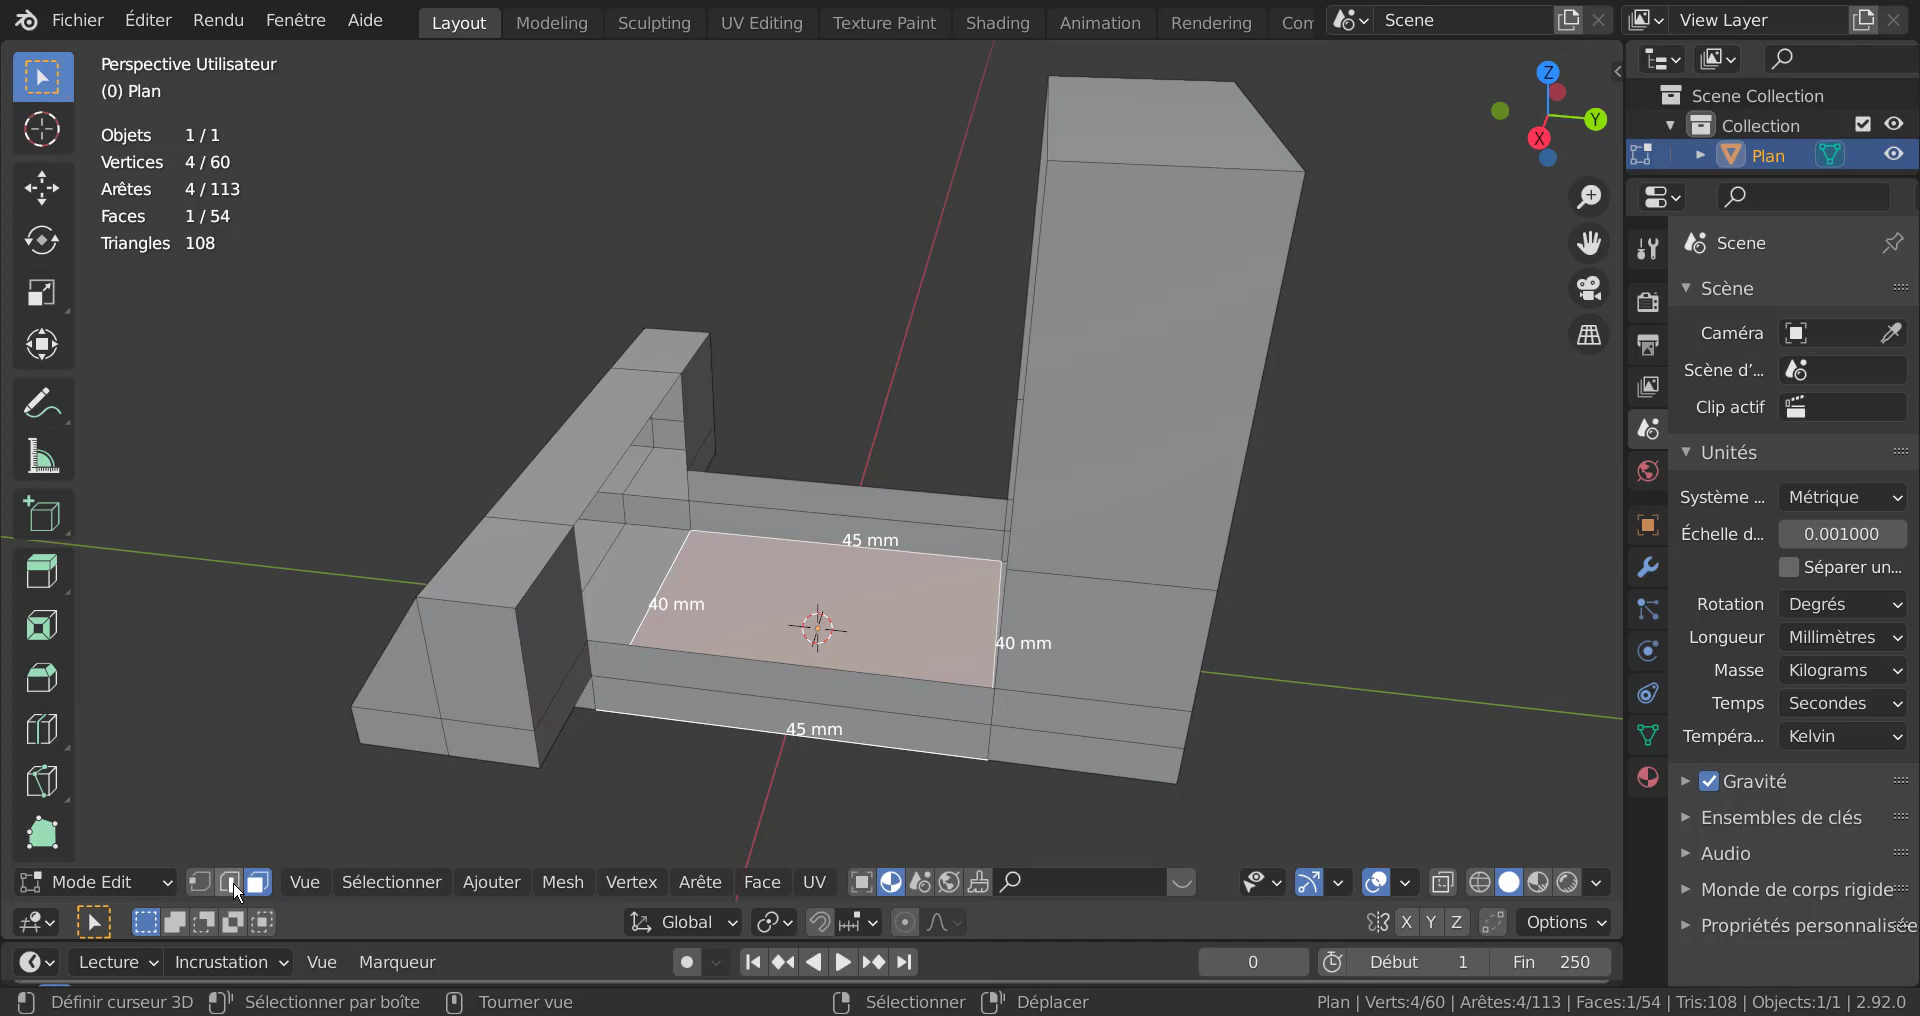 Fichier Éditer Rendu Fenêtre Aide Layout Modeling Sculpting UV Editing Texture Paint Shading Animation Rendering Com Scene View Layer
Perspective Utilisateur
(0) Plan
Objets 1 / 1
Vertices 4 / 60
Arêtes 4 / 113
Faces 1 / 54
Triangles 108
Z
Y
X
45 mm
40 mm
40 mm
45 mm
Scene Collection
Collection
Plan
Scene
Scène
Caméra
Scène d'...
Clip actif
Unités
Système ... Métrique
Échelle d... 0.001000
Séparer un...
Rotation Degrés
Longueur Millimètres
Masse Kilograms
Temps Secondes
Tempéra... Kelvin
Gravité
Ensembles de clés
Audio
Monde de corps rigide
Propriétés personnalisée
Mode Edit Vue Sélectionner Ajouter Mesh Vertex Arête Face UV
Global X Y Z Options
Lecture Incrustation Vue Marqueur 0 Début 1 Fin 250
Définir curseur 3D Sélectionner par boîte Tourner vue Sélectionner Déplacer Plan | Verts:4/60 | Arêtes:4/113 | Faces:1/54 | Tris:108 | Objects:1/1 | 2.92.0